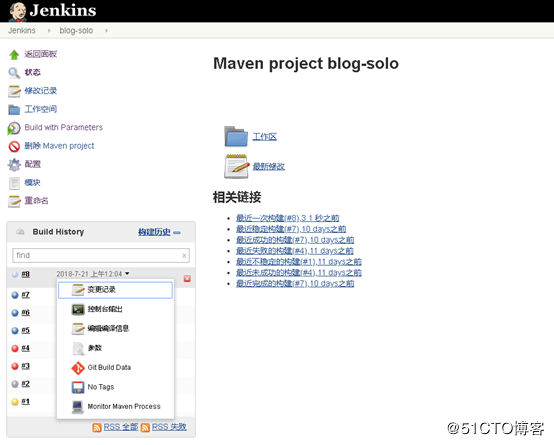 Jenkins
Jenkins
blog-solo
返回面板
状态
修改记录
工作空间
Build with Parameters
删除 Maven project
配置
模块
重命名
Build History
构建历史
find
x
#8
2018-7-21 上午12:04
#7
#6
#5
#4
#3
#2
#1
变更记录
控制台输出
编辑编译信息
参数
Git Build Data
No Tags
Monitor Maven Process
RSS 全部
RSS 失败
Maven project blog-solo
工作区
最新修改
相关链接
最近一次构建(#8),3.1 秒之前
最近稳定构建(#7),10 days之前
最近成功的构建(#7),10 days之前
最近失败的构建(#4),11 days之前
最近不稳定的构建(#1),11 days之前
最近未成功的构建(#4),11 days之前
最近完成的构建(#7),10 days之前
@51CTO博客